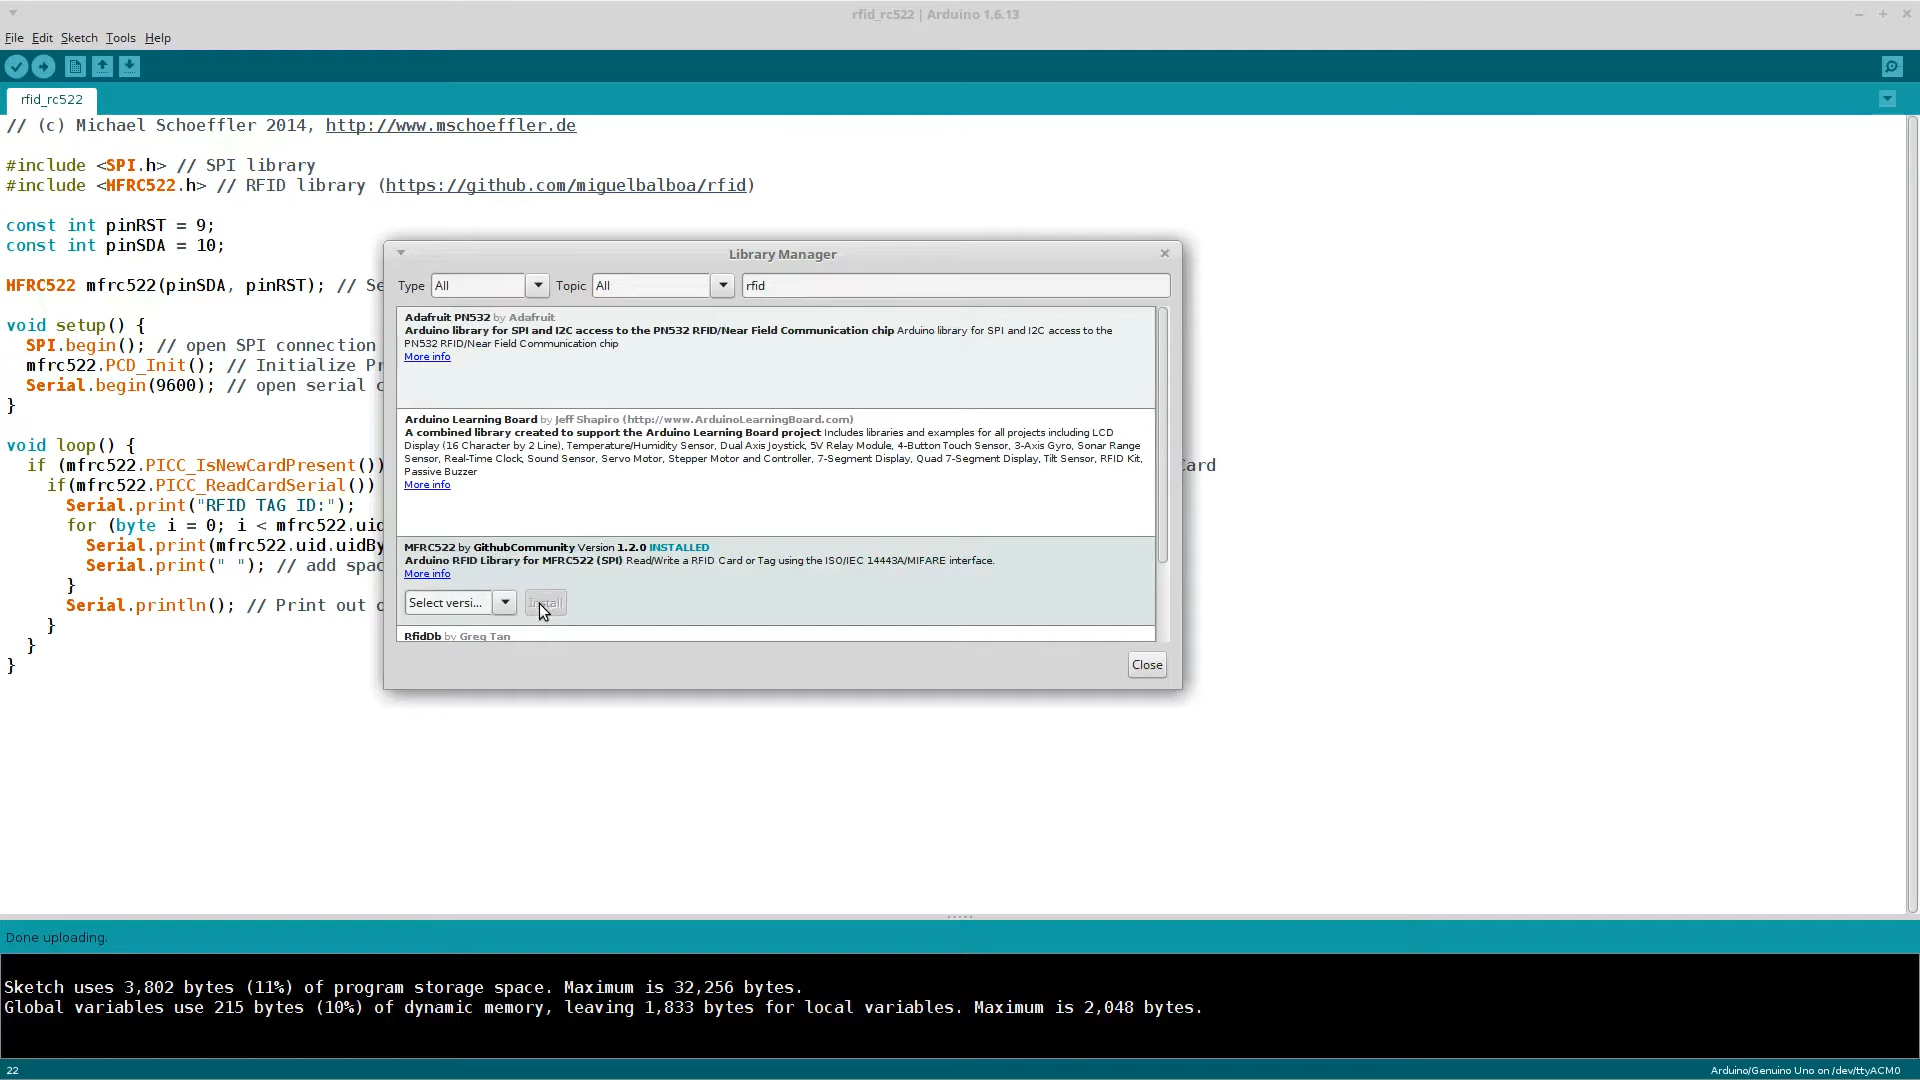 rfid_rc522 | Arduino 1.6.13
File Edit Sketch Tools Help
rfid_rc522
// (c) Michael Schoeffler 2014, http://www.mschoeffler.de
#include <SPI.h> // SPI library
#include <HFRC522.h> // RFID library (https://github.com/miguelbalboa/rfid)
const int pinRST = 9;
const int pinSDA = 10;
HFRC522 mfrc522(pinSDA, pinRST); // Se
void setup() {
SPI.begin(); // open SPI connection
mfrc522.PCD_Init(); // Initialize Pr
Serial.begin(9600); // open serial c
}
void loop() {
if (mfrc522.PICC_IsNewCardPresent()) Card
if(mfrc522.PICC_ReadCardSerial())
Serial.print("RFID TAG ID:");
for (byte i = 0; i < mfrc522.uid
Serial.print(mfrc522.uid.uidBy
Serial.print(" "); // add spac
}
Serial.println(); // Print out o
}
}
}
Library Manager
Type All Topic All rfid
Adafruit PN532 by Adafruit
Arduino library for SPI and I2C access to the PN532 RFID/Near Field Communication chip Arduino library for SPI and I2C access to the
PN532 RFID/Near Field Communication chip
More info
Arduino Learning Board by Jeff Shapiro (http://www.ArduinoLearningBoard.com)
A combined library created to support the Arduino Learning Board project Includes libraries and examples for all projects including LCD
Display (16 Character by 2 Line), Temperature/Humidity Sensor, Dual Axis Joystick, 5V Relay Module, 4-Button Touch Sensor, 3-Axis Gyro, Sonar Range
Sensor, Real-Time Clock, Sound Sensor, Servo Motor, Stepper Motor and Controller, 7-Segment Display, Quad 7-Segment Display, Tilt Sensor, RFID Kit,
Passive Buzzer
More info
MFRC522 by GithubCommunity Version 1.2.0 INSTALLED
Arduino RFID Library for MFRC522 (SPI) Read/Write a RFID Card or Tag using the ISO/IEC 14443A/MIFARE interface.
More info
Select versi... Install
RfidDb by Greg Tan
Close
Done uploading.
Sketch uses 3,802 bytes (11%) of program storage space. Maximum is 32,256 bytes.
Global variables use 215 bytes (10%) of dynamic memory, leaving 1,833 bytes for local variables. Maximum is 2,048 bytes.
22 Arduino/Genuino Uno on /dev/ttyACM0